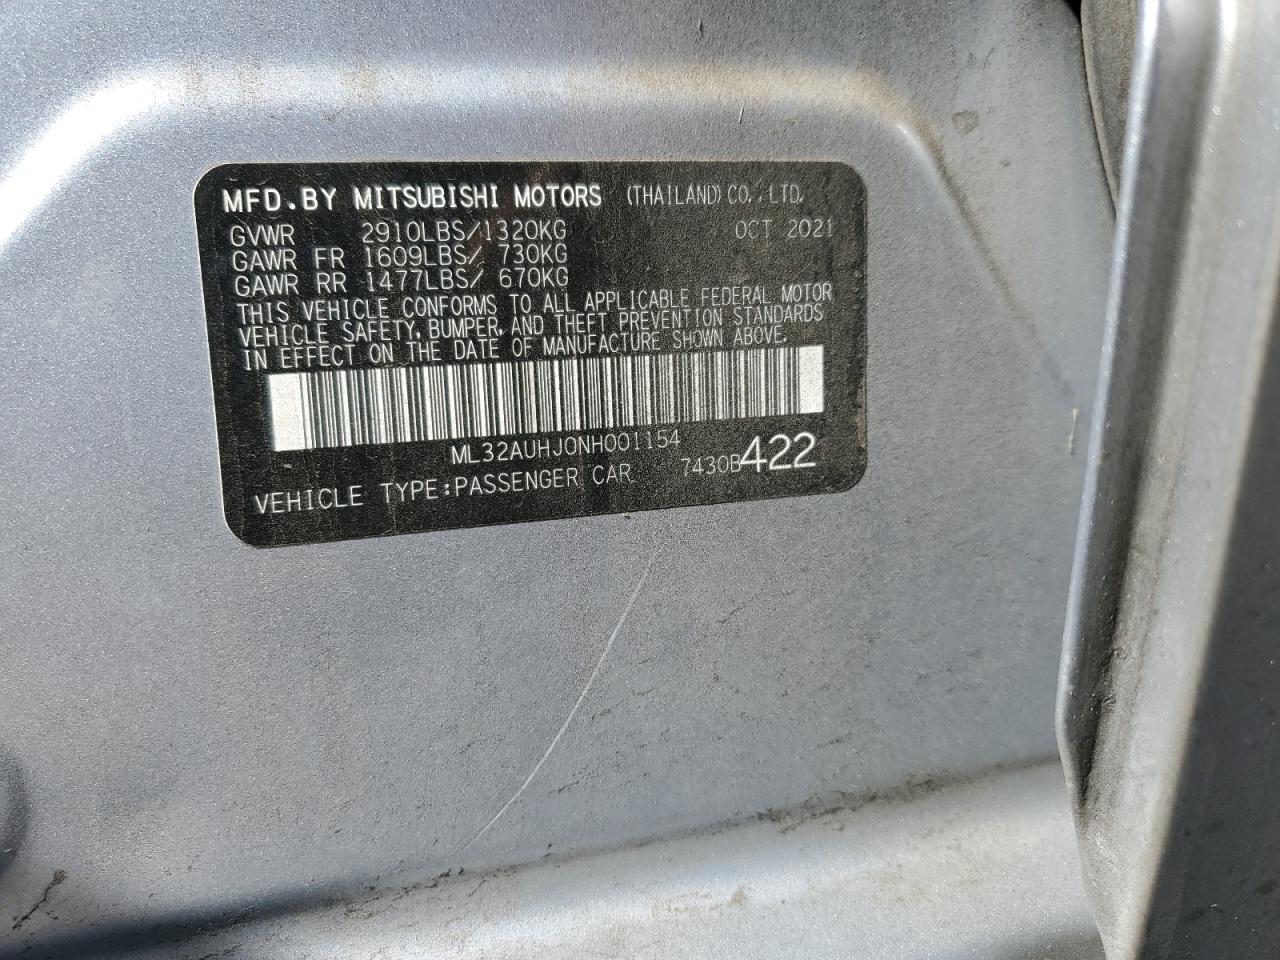 MFD.BY MITSUBISHI MOTORS (THAILAND) CO.,LTD.
GVWR 2910LBS/1320KG OCT 2021
GAWR FR 1609LBS/ 730KG
GAWR RR 1477LBS/ 670KG
THIS VEHICLE CONFORMS TO ALL APPLICABLE FEDERAL MOTOR
VEHICLE SAFETY, BUMPER, AND THEFT PREVENTION STANDARDS
IN EFFECT ON THE DATE OF MANUFACTURE SHOWN ABOVE.
ML32AUHJ0NH001154
VEHICLE TYPE:PASSENGER CAR 7430B422